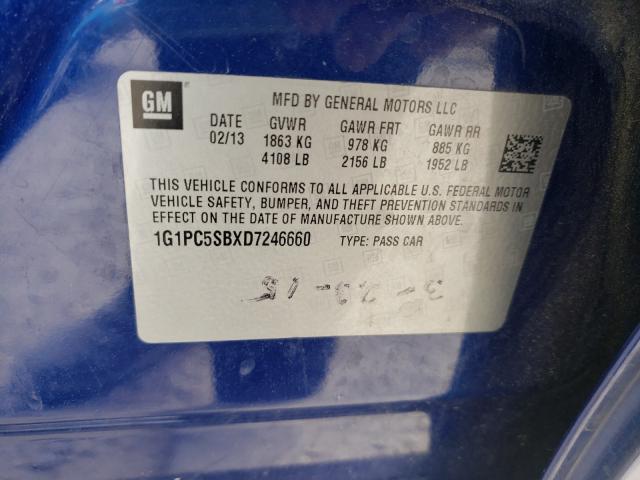 GM
MFD BY GENERAL MOTORS LLC
DATE GVWR GAWR FRT GAWR RR
02/13 1863 KG 978 KG 885 KG
4108 LB 2156 LB 1952 LB
THIS VEHICLE CONFORMS TO ALL APPLICABLE U.S. FEDERAL MOTOR
VEHICLE SAFETY, BUMPER, AND THEFT PREVENTION STANDARDS IN
EFFECT ON THE DATE OF MANUFACTURE SHOWN ABOVE.
1G1PC5SBXD7246660 TYPE: PASS CAR